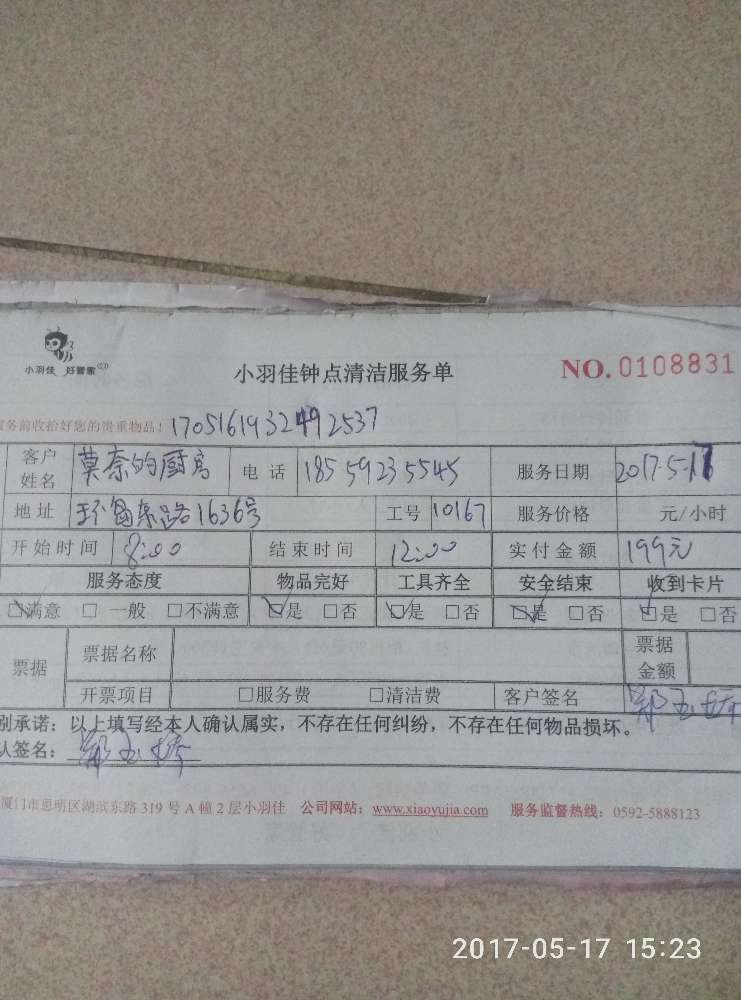 小羽佳 好管家
小羽佳钟点清洁服务单
NO. 0108831
务前收拾好您的贵重物品!
客户姓名 莫奈的厨房 电话 18559235545 服务日期 2017.5.17
地址 路1636号 工号 10167 服务价格 元/小时
开始时间 8:00 结束时间 12:00 实付金额 199元
服务态度 物品完好 工具齐全 安全结束 收到卡片
☑满意 □一般 □不满意 ☑是 □否 ☑是 □否 ☑是 □否 ☑是 □否
票据 票据名称 票据金额
开票项目 □服务费 □清洁费 客户签名 郑玉
别承诺:以上填写经本人确认属实,不存在任何纠纷,不存在任何物品损坏。
认签名: 郑玉
厦门市思明区湖滨东路 319 号 A 幢 2 层小羽佳 公司网站:www.xiaoyujia.com 服务监督热线:0592-5888123
2017-05-17 15:23